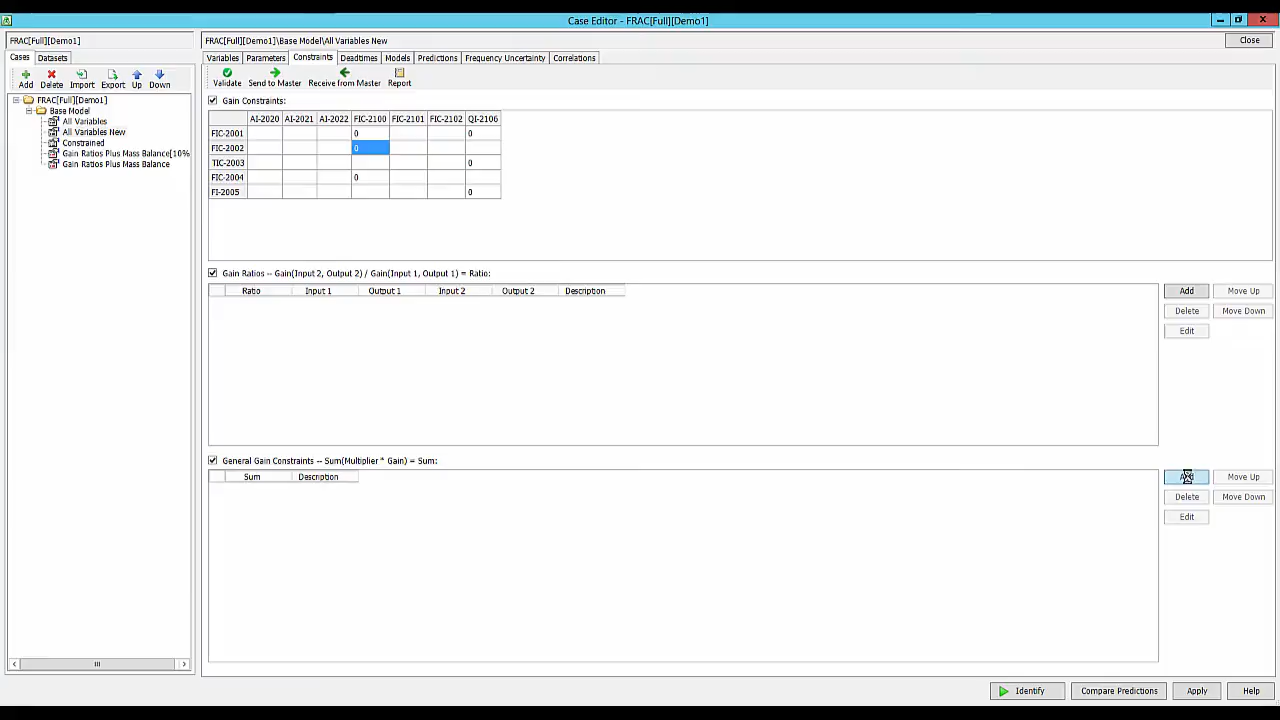 Case Editor - FRAC[Full][Demo1]
FRAC[Full][Demo1]
FRAC[Full][Demo1]\Base Model\All Variables New
Close
Cases Datasets
Variables Parameters Constraints Deadtimes Models Predictions Frequency Uncertainty Correlations
Add Delete Import Export Up Down
Validate Send to Master Receive from Master Report
FRAC[Full][Demo1]
Base Model
All Variables
All Variables New
Constrained
Gain Ratios Plus Mass Balance[10%
Gain Ratios Plus Mass Balance
Gain Constraints:
AI-2020 AI-2021 AI-2022 FIC-2100 FIC-2101 FIC-2102 QI-2106
FIC-2001 0 0
FIC-2002 0
TIC-2003 0
FIC-2004 0
FI-2005 0
Gain Ratios -- Gain(Input 2, Output 2) / Gain(Input 1, Output 1) = Ratio:
Ratio Input 1 Output 1 Input 2 Output 2 Description
Add Move Up
Delete Move Down
Edit
General Gain Constraints -- Sum(Multiplier * Gain) = Sum:
Sum Description
Move Up
Delete Move Down
Edit
Identify Compare Predictions Apply Help